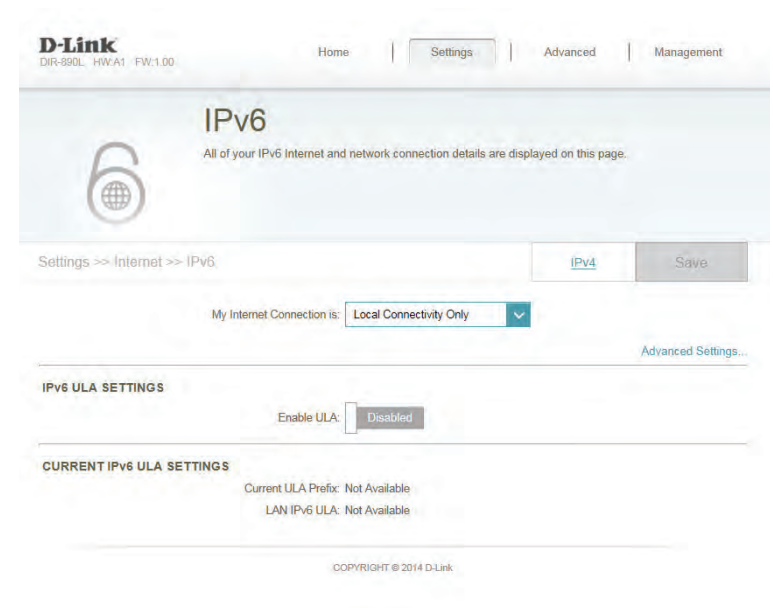 D-Link
DIR-890L HW:A1 FW:1.00
Home | Settings | Advanced | Management
IPv6
All of your IPv6 Internet and network connection details are displayed on this page.
Settings >> Internet >> IPv6
IPv4
Save
My Internet Connection is: Local Connectivity Only
Advanced Settings...
IPv6 ULA SETTINGS
Enable ULA: Disabled
CURRENT IPv6 ULA SETTINGS
Current ULA Prefix: Not Available
LAN IPv6 ULA: Not Available
COPYRIGHT © 2014 D-Link